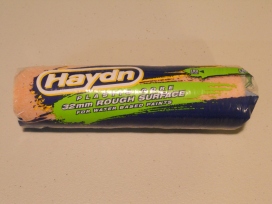 Haydn
32mm ROUGH SURFACE
FOR WATER BASED PAINTS